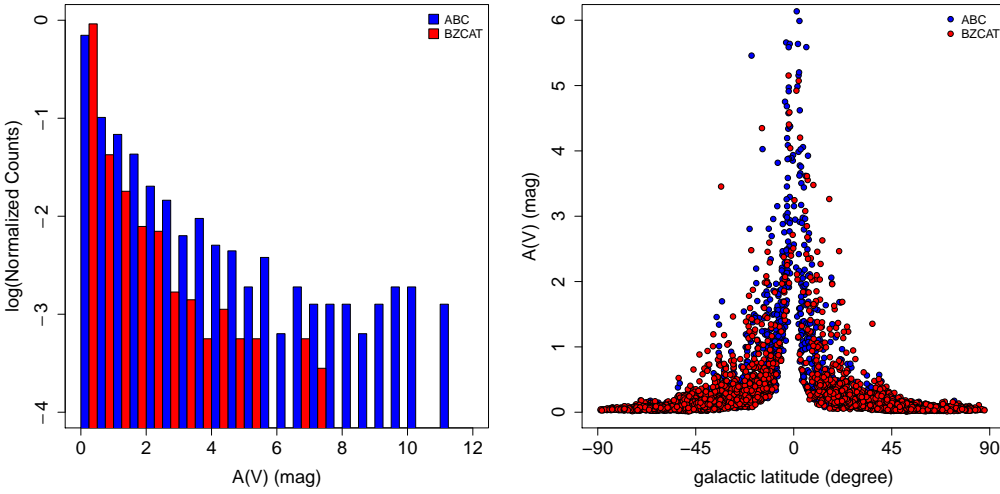 log(Normalized Counts)
0
−1
−2
−3
−4
ABC
BZCAT
0 2 4 6 8 10 12
A(V) (mag)
A(V) (mag)
6
5
4
3
2
1
0
ABC
BZCAT
−90 −45 0 45 90
galactic latitude (degree)